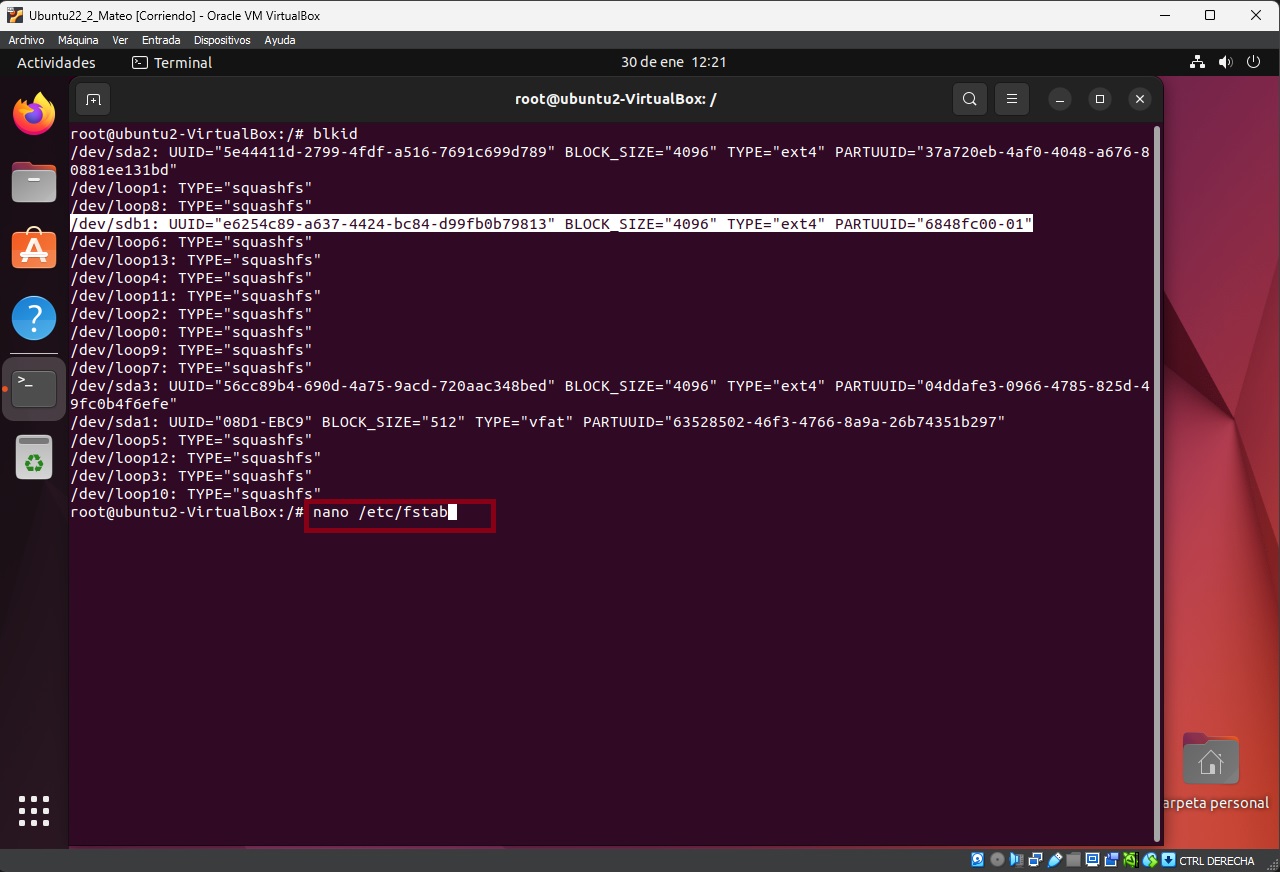 Ubuntu22_2_Mateo [Corriendo] - Oracle VM VirtualBox
Archivo Máquina Ver Entrada Dispositivos Ayuda
Actividades Terminal 30 de ene 12:21
root@ubuntu2-VirtualBox: /
root@ubuntu2-VirtualBox:/# blkid
/dev/sda2: UUID="5e44411d-2799-4fdf-a516-7691c699d789" BLOCK_SIZE="4096" TYPE="ext4" PARTUUID="37a720eb-4af0-4048-a676-8
0881ee131bd"
/dev/loop1: TYPE="squashfs"
/dev/loop8: TYPE="squashfs"
/dev/sdb1: UUID="e6254c89-a637-4424-bc84-d99fb0b79813" BLOCK_SIZE="4096" TYPE="ext4" PARTUUID="6848fc00-01"
/dev/loop6: TYPE="squashfs"
/dev/loop13: TYPE="squashfs"
/dev/loop4: TYPE="squashfs"
/dev/loop11: TYPE="squashfs"
/dev/loop2: TYPE="squashfs"
/dev/loop0: TYPE="squashfs"
/dev/loop9: TYPE="squashfs"
/dev/loop7: TYPE="squashfs"
/dev/sda3: UUID="56cc89b4-690d-4a75-9acd-720aac348bed" BLOCK_SIZE="4096" TYPE="ext4" PARTUUID="04ddafe3-0966-4785-825d-4
9fc0b4f6efe"
/dev/sda1: UUID="08D1-EBC9" BLOCK_SIZE="512" TYPE="vfat" PARTUUID="63528502-46f3-4766-8a9a-26b74351b297"
/dev/loop5: TYPE="squashfs"
/dev/loop12: TYPE="squashfs"
/dev/loop3: TYPE="squashfs"
/dev/loop10: TYPE="squashfs"
root@ubuntu2-VirtualBox:/# nano /etc/fstab
arpeta personal
CTRL DERECHA